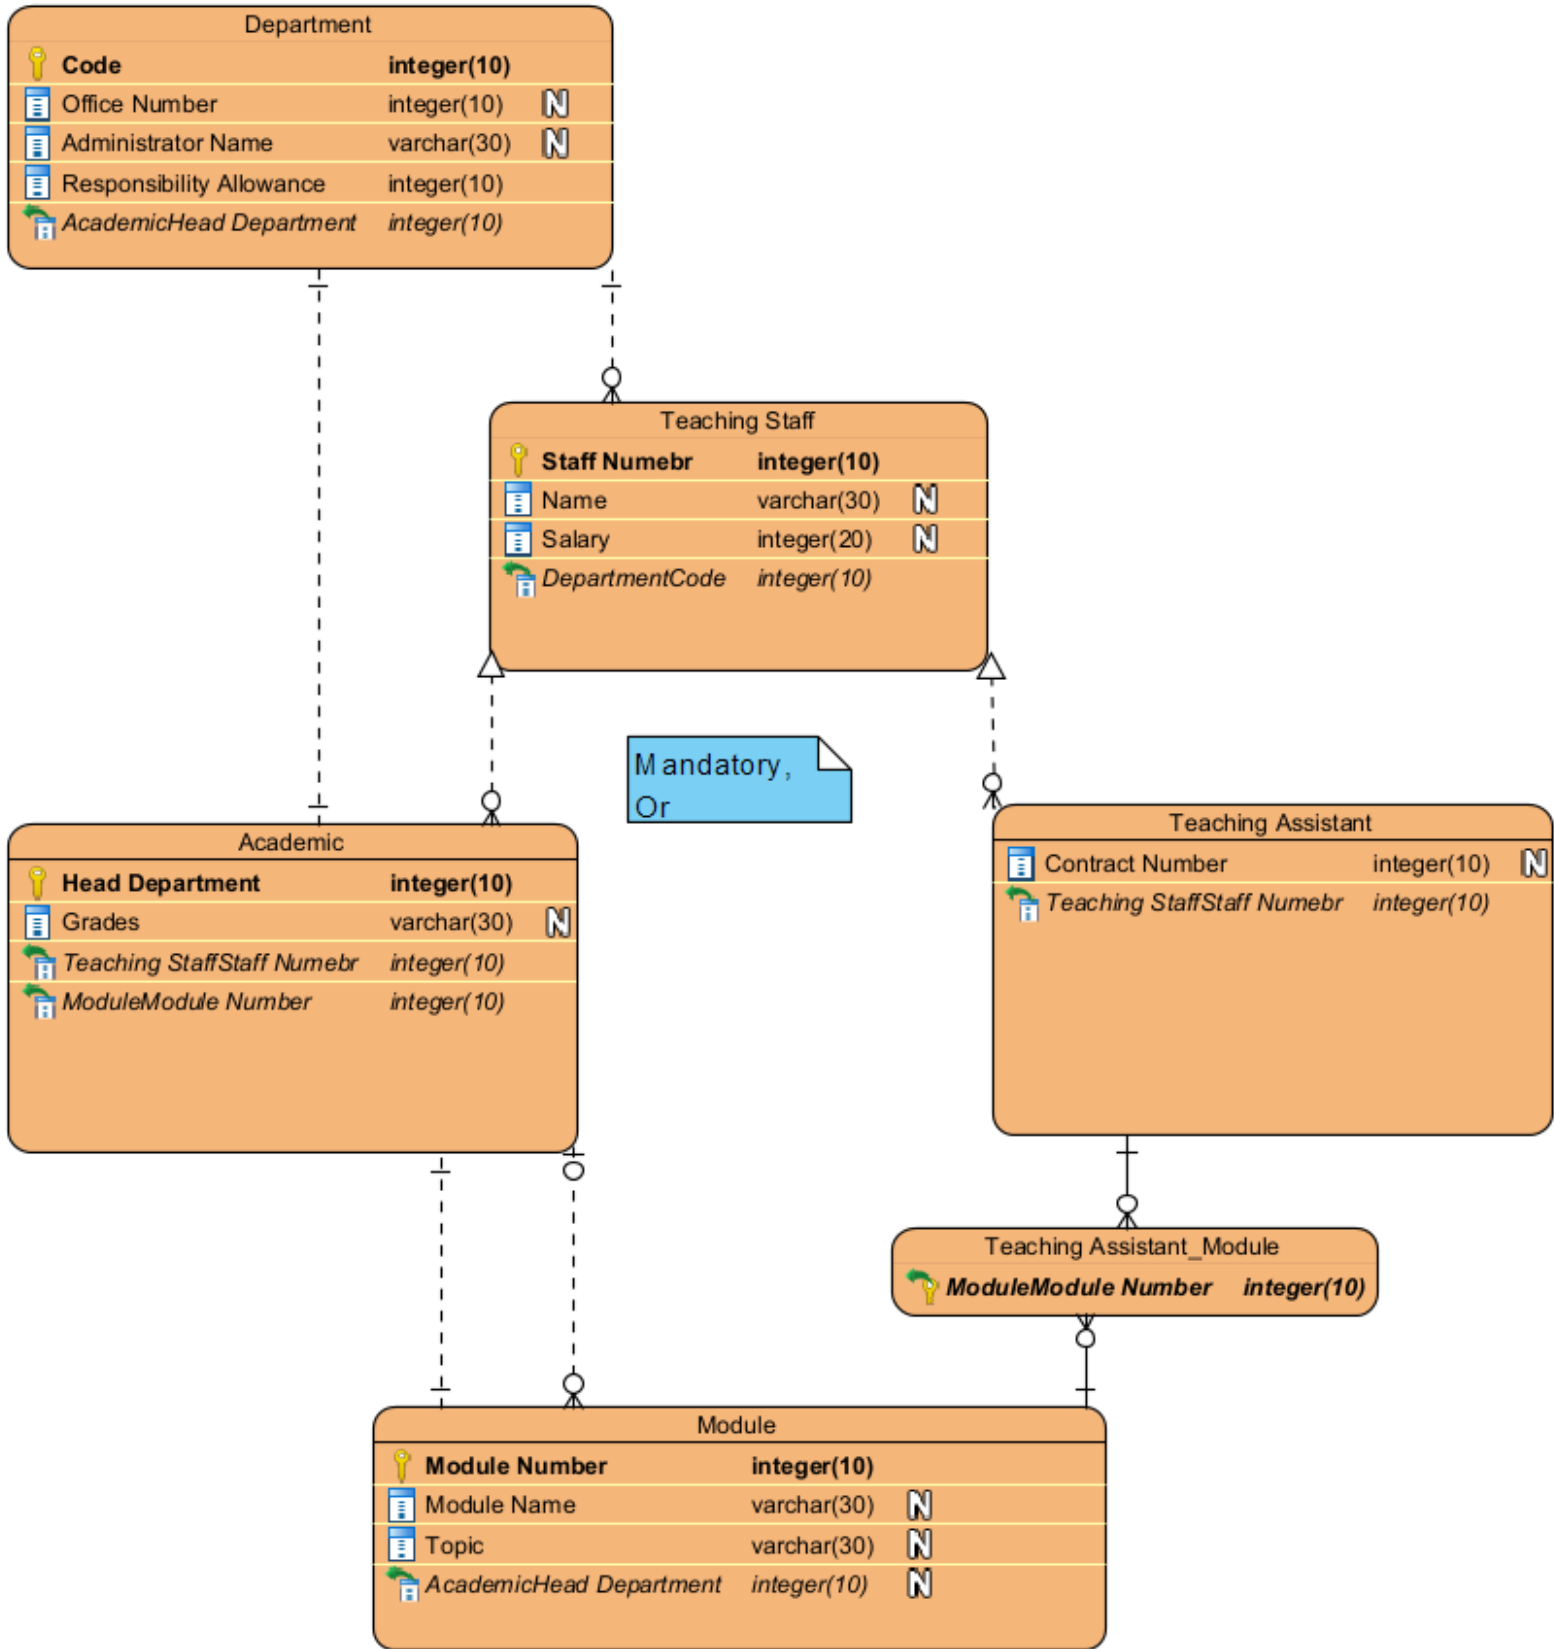 Department
Code integer(10)
Office Number integer(10) N
Administrator Name varchar(30) N
Responsibility Allowance integer(10)
AcademicHead Department integer(10)
Teaching Staff
Staff Numebr integer(10)
Name varchar(30) N
Salary integer(20) N
DepartmentCode integer(10)
Mandatory,
Or
Academic
Head Department integer(10)
Grades varchar(30) N
Teaching StaffStaff Numebr integer(10)
ModuleModule Number integer(10)
Teaching Assistant
Contract Number integer(10) N
Teaching StaffStaff Numebr integer(10)
Teaching Assistant_Module
ModuleModule Number integer(10)
Module
Module Number integer(10)
Module Name varchar(30) N
Topic varchar(30) N
AcademicHead Department integer(10) N